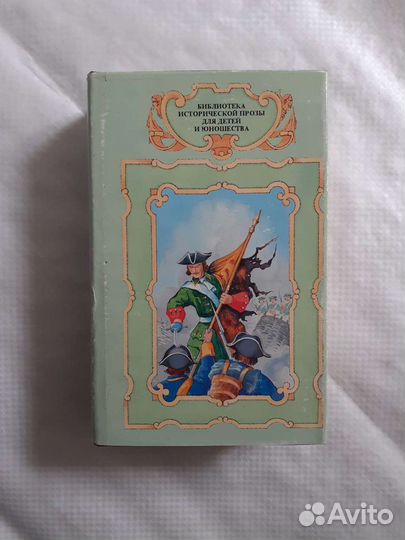 БИБЛИОТЕКА
ИСТОРИЧЕСКОЙ ПРОЗЫ
ДЛЯ ДЕТЕЙ
И ЮНОШЕСТВА
Avito